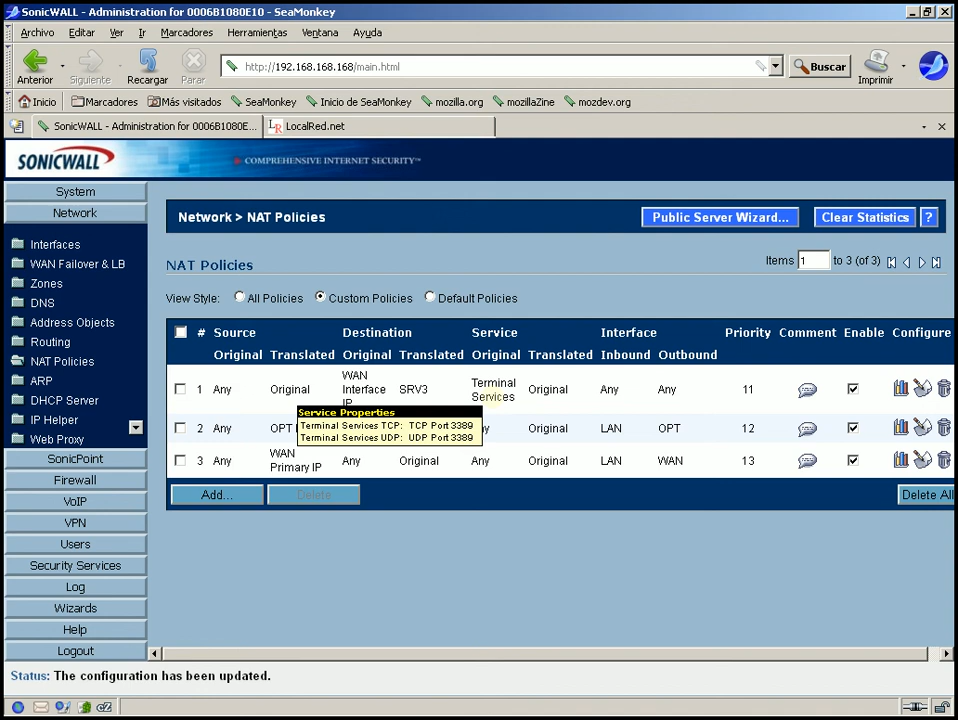 SonicWALL - Administration for 0006B1080E10 - SeaMonkey
Archivo Editar Ver Ir Marcadores Herramientas Ventana Ayuda
Anterior Siguiente Recargar Parar http://192.168.168.168/main.html Buscar Imprimir
Inicio Marcadores Más visitados SeaMonkey Inicio de SeaMonkey mozilla.org mozillaZine mozdev.org
SonicWALL - Administration for 0006B1080E... LR LocalRed.net
SONICWALL COMPREHENSIVE INTERNET SECURITY™
System
Network
Interfaces
WAN Failover & LB
Zones
DNS
Address Objects
Routing
NAT Policies
ARP
DHCP Server
IP Helper
Web Proxy
SonicPoint
Firewall
VoIP
VPN
Users
Security Services
Log
Wizards
Help
Logout
Network > NAT Policies Public Server Wizard... Clear Statistics ?
NAT Policies Items 1 to 3 (of 3)
View Style: All Policies Custom Policies Default Policies
# Source Destination Service Interface Priority Comment Enable Configure
Original Translated Original Translated Original Translated Inbound Outbound
1 Any Original WAN Interface IP SRV3 Terminal Services Original Any Any 11
Service Properties
Terminal Services TCP: TCP Port 3389
Terminal Services UDP: UDP Port 3389
2 Any OPT Original LAN OPT 12
3 Any WAN Primary IP Any Original Any Original LAN WAN 13
Add... Delete Delete All
Status: The configuration has been updated.